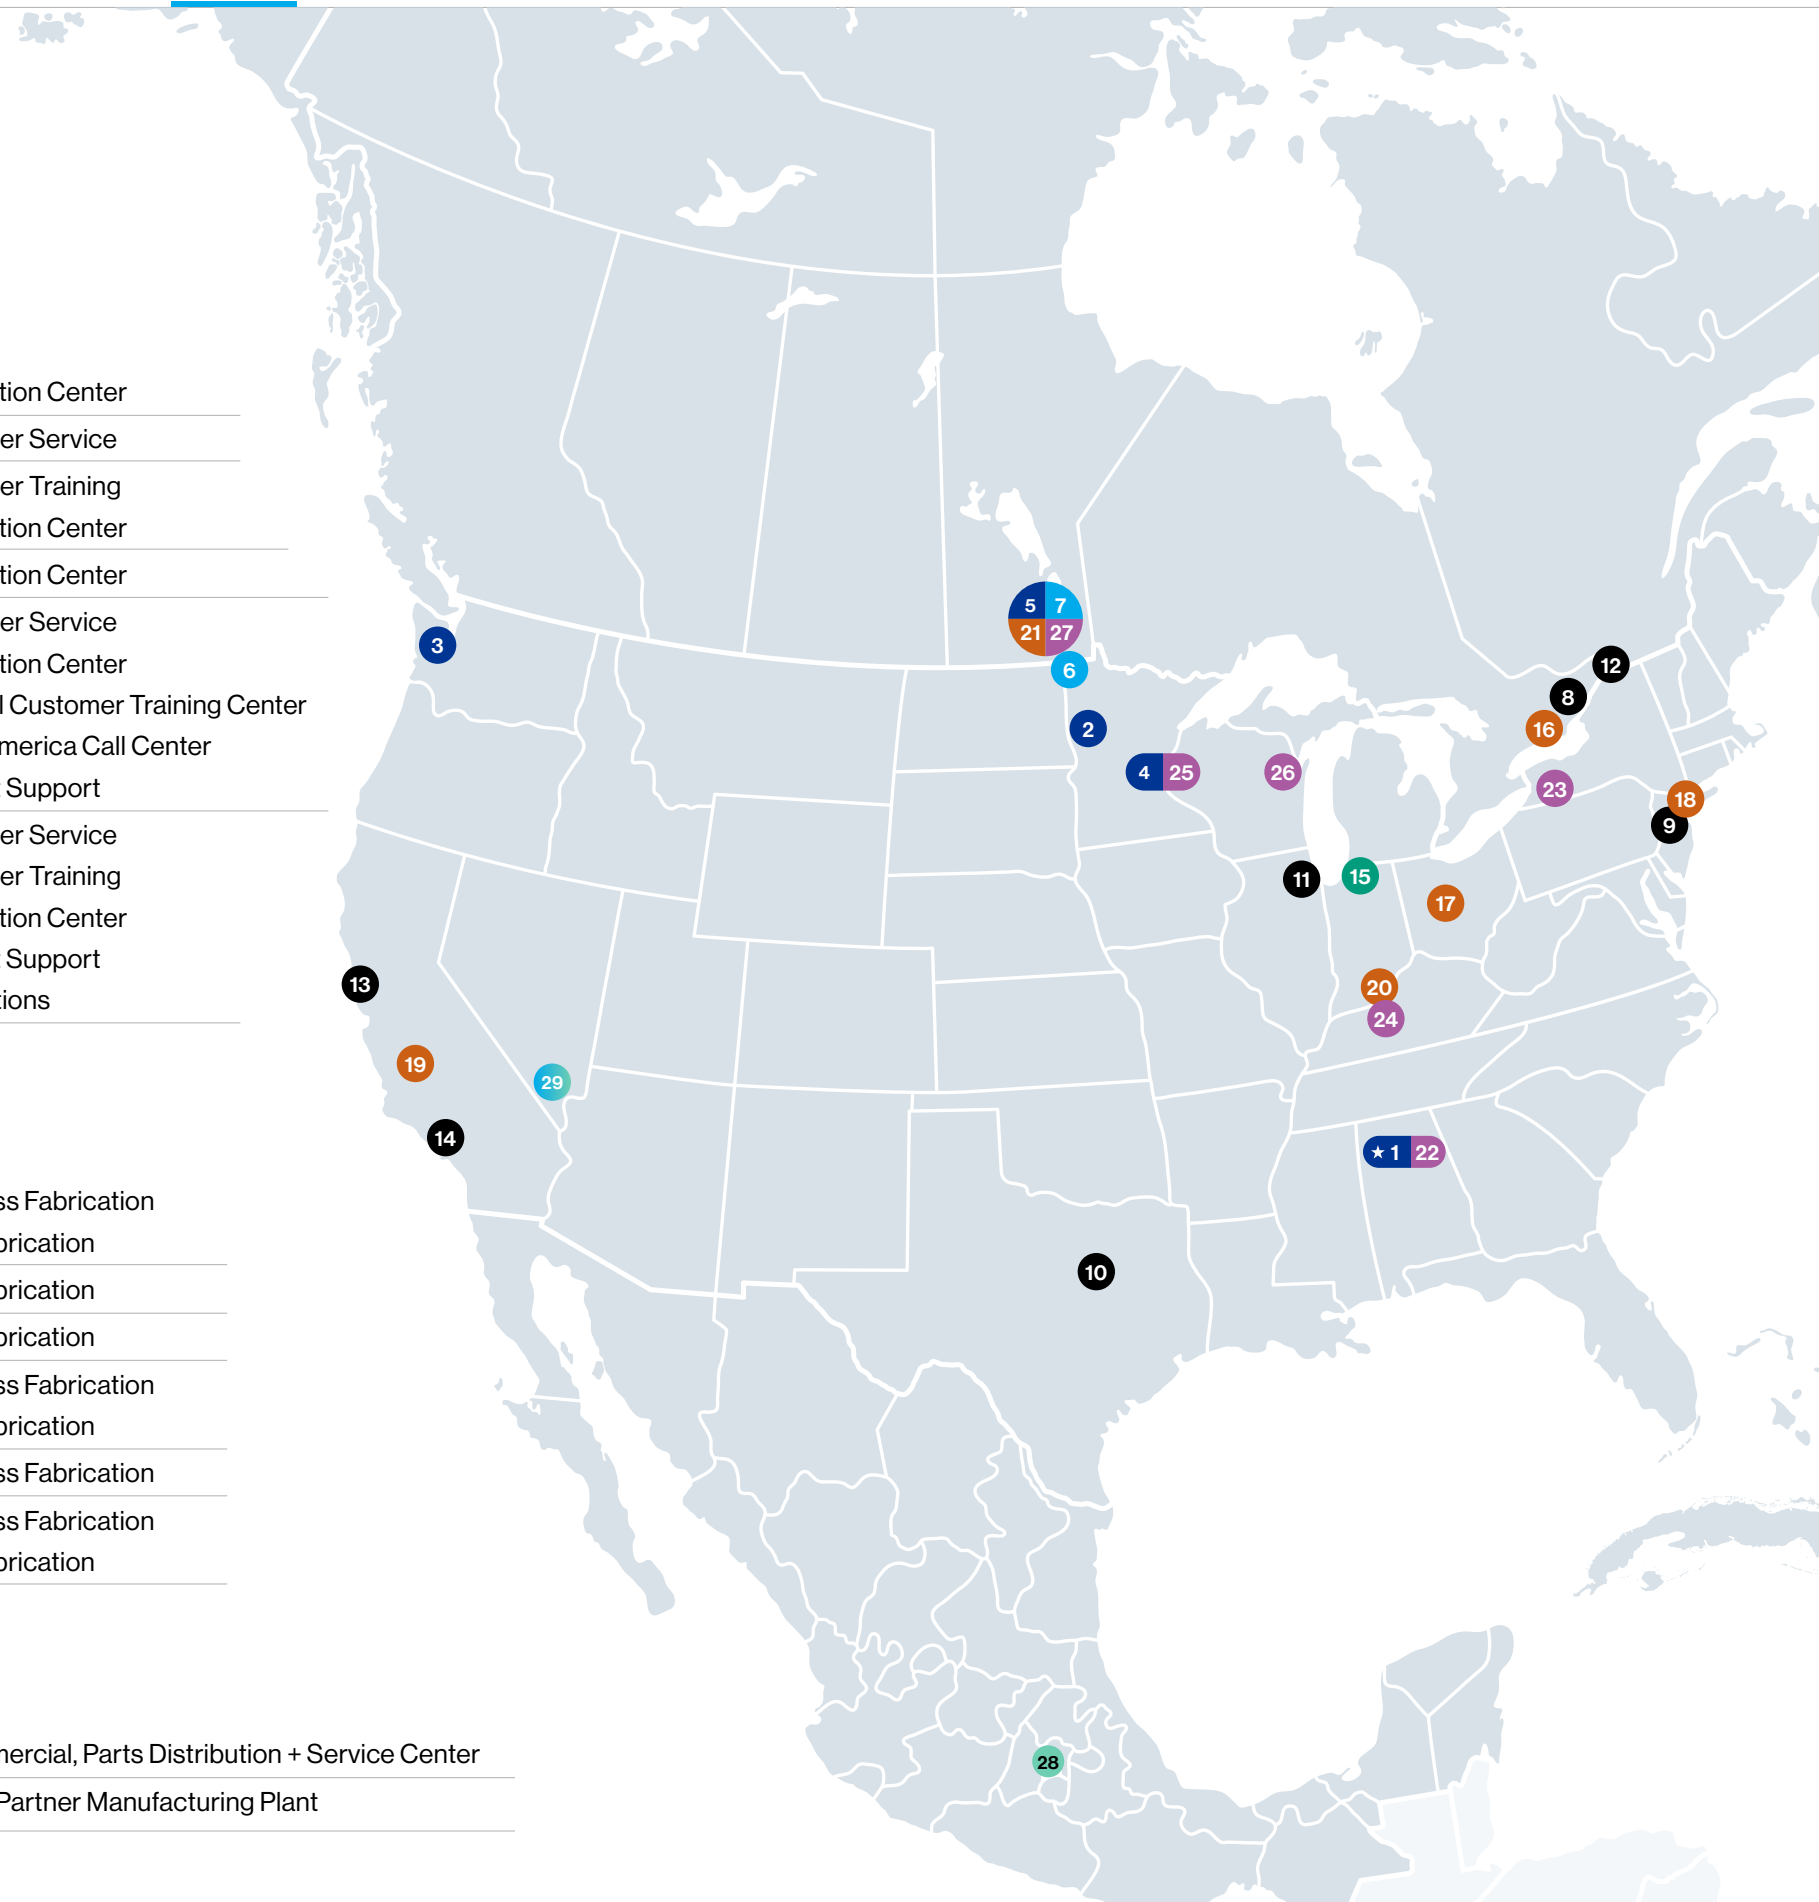 tion Center
er Service
er Training
tion Center
tion Center
er Service
tion Center
l Customer Training Center
merica Call Center
t Support
er Service
er Training
tion Center
t Support
tions
ss Fabrication
brication
brication
brication
ss Fabrication
brication
ss Fabrication
ss Fabrication
brication
mercial, Parts Distribution + Service Center
Partner Manufacturing Plant
5 7
21 27
6
3
12
8
2
16
4 25
26
23
18
9
11
15
17
13
20
24
19
29
14
★ 1 22
10
28